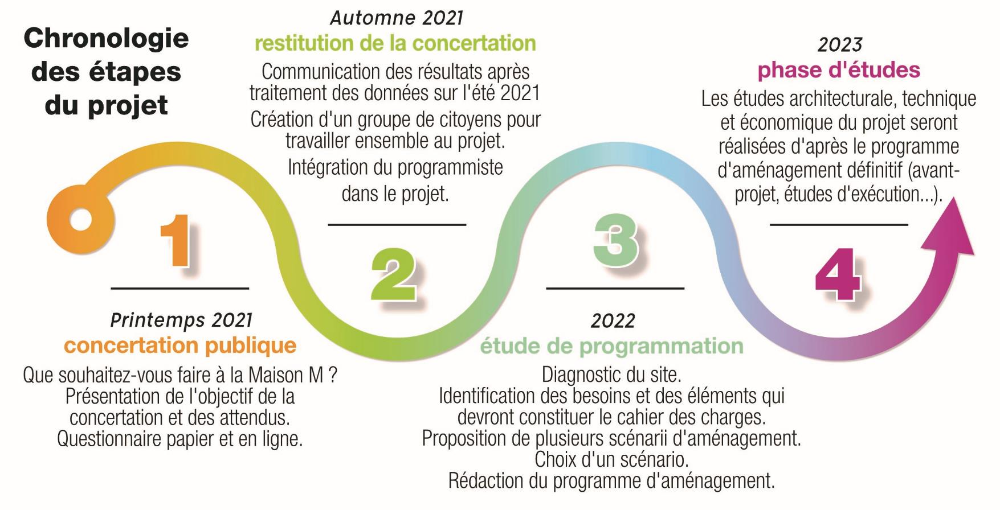 Chronologie
des étapes
du projet
1
Printemps 2021
concertation publique
Que souhaitez-vous faire à la Maison M ?
Présentation de l'objectif de la
concertation et des attendus.
Questionnaire papier et en ligne.
Automne 2021
restitution de la concertation
Communication des résultats après
traitement des données sur l'été 2021
Création d'un groupe de citoyens pour
travailler ensemble au projet.
Intégration du programmiste
dans le projet.
2
3
2022
étude de programmation
Diagnostic du site.
Identification des besoins et des éléments qui
devront constituer le cahier des charges.
Proposition de plusieurs scénarii d'aménagement.
Choix d'un scénario.
Rédaction du programme d'aménagement.
2023
phase d'études
Les études architecturale, technique
et économique du projet seront
réalisées d'après le programme
d'aménagement définitif (avant-
projet, études d'exécution...).
4